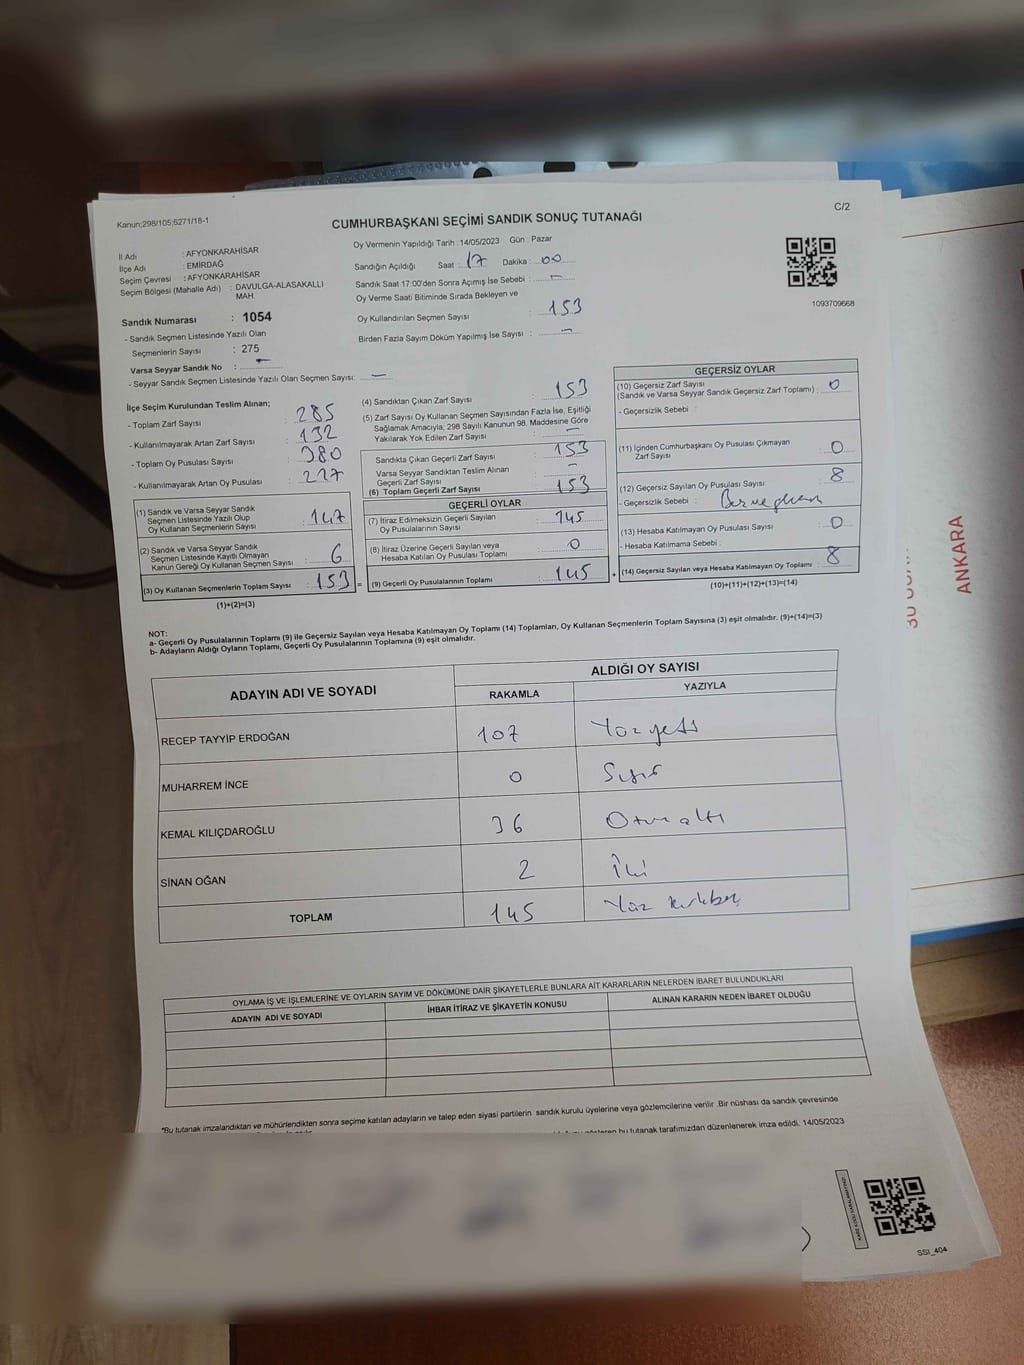 Kanun;298/105;6271/18-1
C/2
CUMHURBAŞKANI SEÇİMİ SANDIK SONUÇ TUTANAĞI
İl Adı : AFYONKARAHİSAR
İlçe Adı : EMİRDAĞ
Seçim Çevresi : AFYONKARAHİSAR
Seçim Bölgesi (Mahalle Adı) : DAVULGA-ALASAKALLI
MAH.
Sandık Numarası : 1054
- Sandık Seçmen Listesinde Yazılı Olan
Seçmenlerin Sayısı : 275
Varsa Seyyar Sandık No : -
- Seyyar Sandık Seçmen Listesinde Yazılı Olan Seçmen Sayısı: -
Oy Vermenin Yapıldığı Tarih : 14/05/2023 Gün : Pazar
Sandığın Açıldığı Saat : 17 Dakika : 00
Sandık Saat 17:00'den Sonra Açımış İse Sebebi : -
Oy Verme Saati Bitiminde Sırada Bekleyen ve
Oy Kullandırılan Seçmen Sayısı : 153
Birden Fazla Sayım Döküm Yapılmış İse Sayısı : -
1093709668
İlçe Seçim Kurulundan Teslim Alınan;
- Toplam Zarf Sayısı : 285
- Kullanılmayarak Artan Zarf Sayısı : 132
- Toplam Oy Pusulası Sayısı : 380
- Kullanılmayarak Artan Oy Pusulası : 227
(1) Sandık ve Varsa Seyyar Sandık
Seçmen Listesinde Yazılı Olup
Oy Kullanan Seçmenlerin Sayısı : 147
(2) Sandık ve Varsa Seyyar Sandık
Seçmen Listesinde Kayıtlı Olmayan
Kanun Gereği Oy Kullanan Seçmen Sayısı : 6
(3) Oy Kullanan Seçmenlerin Toplam Sayısı : 153
(1)+(2)=(3)
(4) Sandıktan Çıkan Zarf Sayısı : 153
(5) Zarf Sayısı Oy Kullanan Seçmen Sayısından Fazla İse, Eşitliği
Sağlamak Amacıyla; 298 Sayılı Kanunun 98. Maddesine Göre
Yakılarak Yok Edilen Zarf Sayısı : -
Sandıkta Çıkan Geçerli Zarf Sayısı : 153
Varsa Seyyar Sandıktan Teslim Alınan
Geçerli Zarf Sayısı : -
(6) Toplam Geçerli Zarf Sayısı : 153
GEÇERLİ OYLAR
(7) İtiraz Edilmeksizin Geçerli Sayılan
Oy Pusulalarının Sayısı : 145
(8) İtiraz Üzerine Geçerli Sayılan veya
Hesaba Katılan Oy Pusulası Toplamı : 0
= (9) Geçerli Oy Pusulalarının Toplamı : 145
GEÇERSİZ OYLAR
(10) Geçersiz Zarf Sayısı
(Sandık ve Varsa Seyyar Sandık Geçersiz Zarf Toplamı) : 0
- Geçersizlik Sebebi :
(11) İçinden Cumhurbaşkanı Oy Pusulası Çıkmayan
Zarf Sayısı : 0
(12) Geçersiz Sayılan Oy Pusulası Sayısı : 8
- Geçersizlik Sebebi :
(13) Hesaba Katılmayan Oy Pusulası Sayısı : 0
- Hesaba Katılmama Sebebi :
+ (14) Geçersiz Sayılan veya Hesaba Katılmayan Oy Toplamı : 8
(10)+(11)+(12)+(13)=(14)
NOT:
a- Geçerli Oy Pusulalarının Toplamı (9) ile Geçersiz Sayılan veya Hesaba Katılmayan Oy Toplamı (14) Toplamları, Oy Kullanan Seçmenlerin Toplam Sayısına (3) eşit olmalıdır. (9)+(14)=(3)
b- Adayların Aldığı Oyların Toplamı, Geçerli Oy Pusulalarının Toplamına (9) eşit olmalıdır.
ADAYIN ADI VE SOYADI ALDIĞI OY SAYISI
RAKAMLA YAZIYLA
RECEP TAYYİP ERDOĞAN 107 Yüz yedi
MUHARREM İNCE 0 Sıfır
KEMAL KILIÇDAROĞLU 36 Otuz altı
SİNAN OĞAN 2 İki
TOPLAM 145 Yüz kırkbeş
OYLAMA İŞ VE İŞLEMLERİNE VE OYLARIN SAYIM VE DÖKÜMÜNE DAİR ŞİKAYETLERLE BUNLARA AİT KARARLARIN NELERDEN İBARET BULUNDUKLARI
ADAYIN ADI VE SOYADI İHBAR İTİRAZ VE ŞİKAYETİN KONUSU ALINAN KARARIN NEDEN İBARET OLDUĞU
*Bu tutanak imzalandıktan ve mühürlendikten sonra seçime katılan adayların ve talep eden siyasi partilerin sandık kurulu üyelerine veya gözlemcilerine verilir .Bir nüshası da sandık çevresinde
bu tutanak tarafımızdan düzenlenerek imza edildi. 14/05/2023
SSI_404
ANKARA